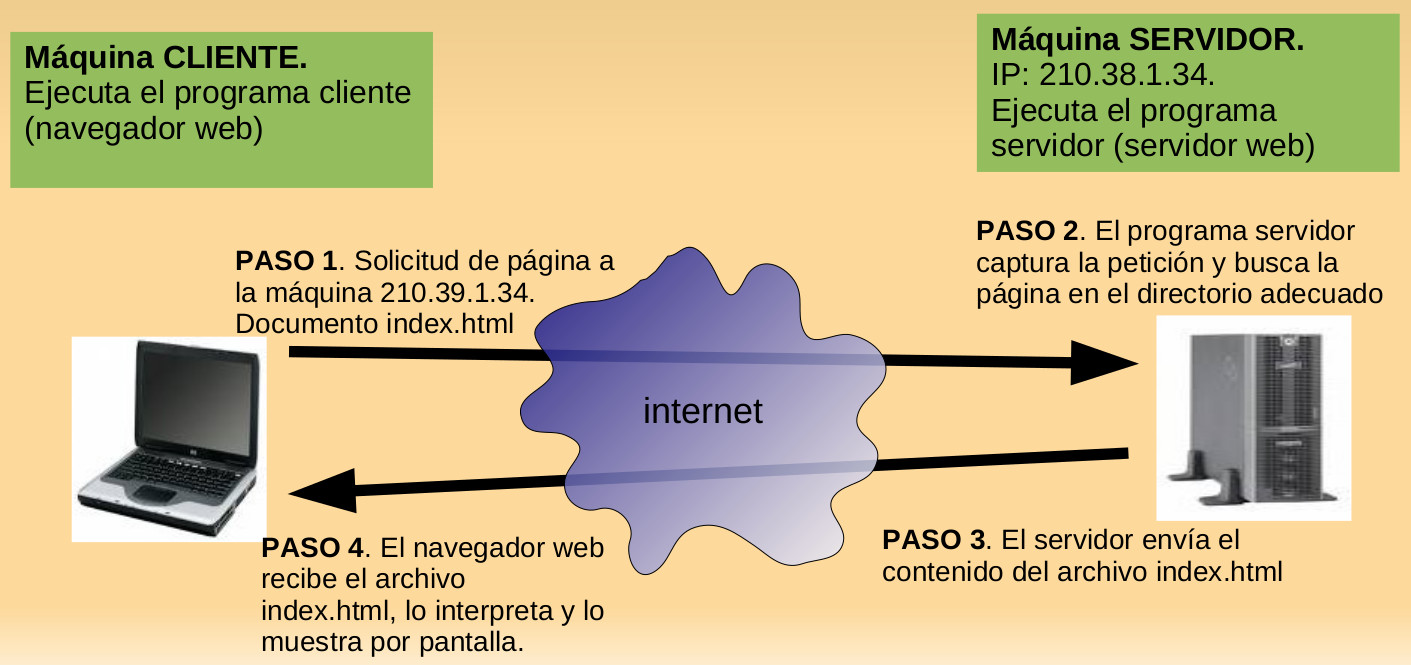 Máquina CLIENTE.
Ejecuta el programa cliente
(navegador web)
Máquina SERVIDOR.
IP: 210.38.1.34.
Ejecuta el programa
servidor (servidor web)
PASO 1. Solicitud de página a
la máquina 210.39.1.34.
Documento index.html
PASO 2. El programa servidor
captura la petición y busca la
página en el directorio adecuado
internet
PASO 3. El servidor envía el
contenido del archivo index.html
PASO 4. El navegador web
recibe el archivo
index.html, lo interpreta y lo
muestra por pantalla.